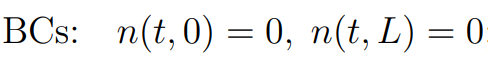 BCs: n(t, 0) = 0, n(t, L) = 0